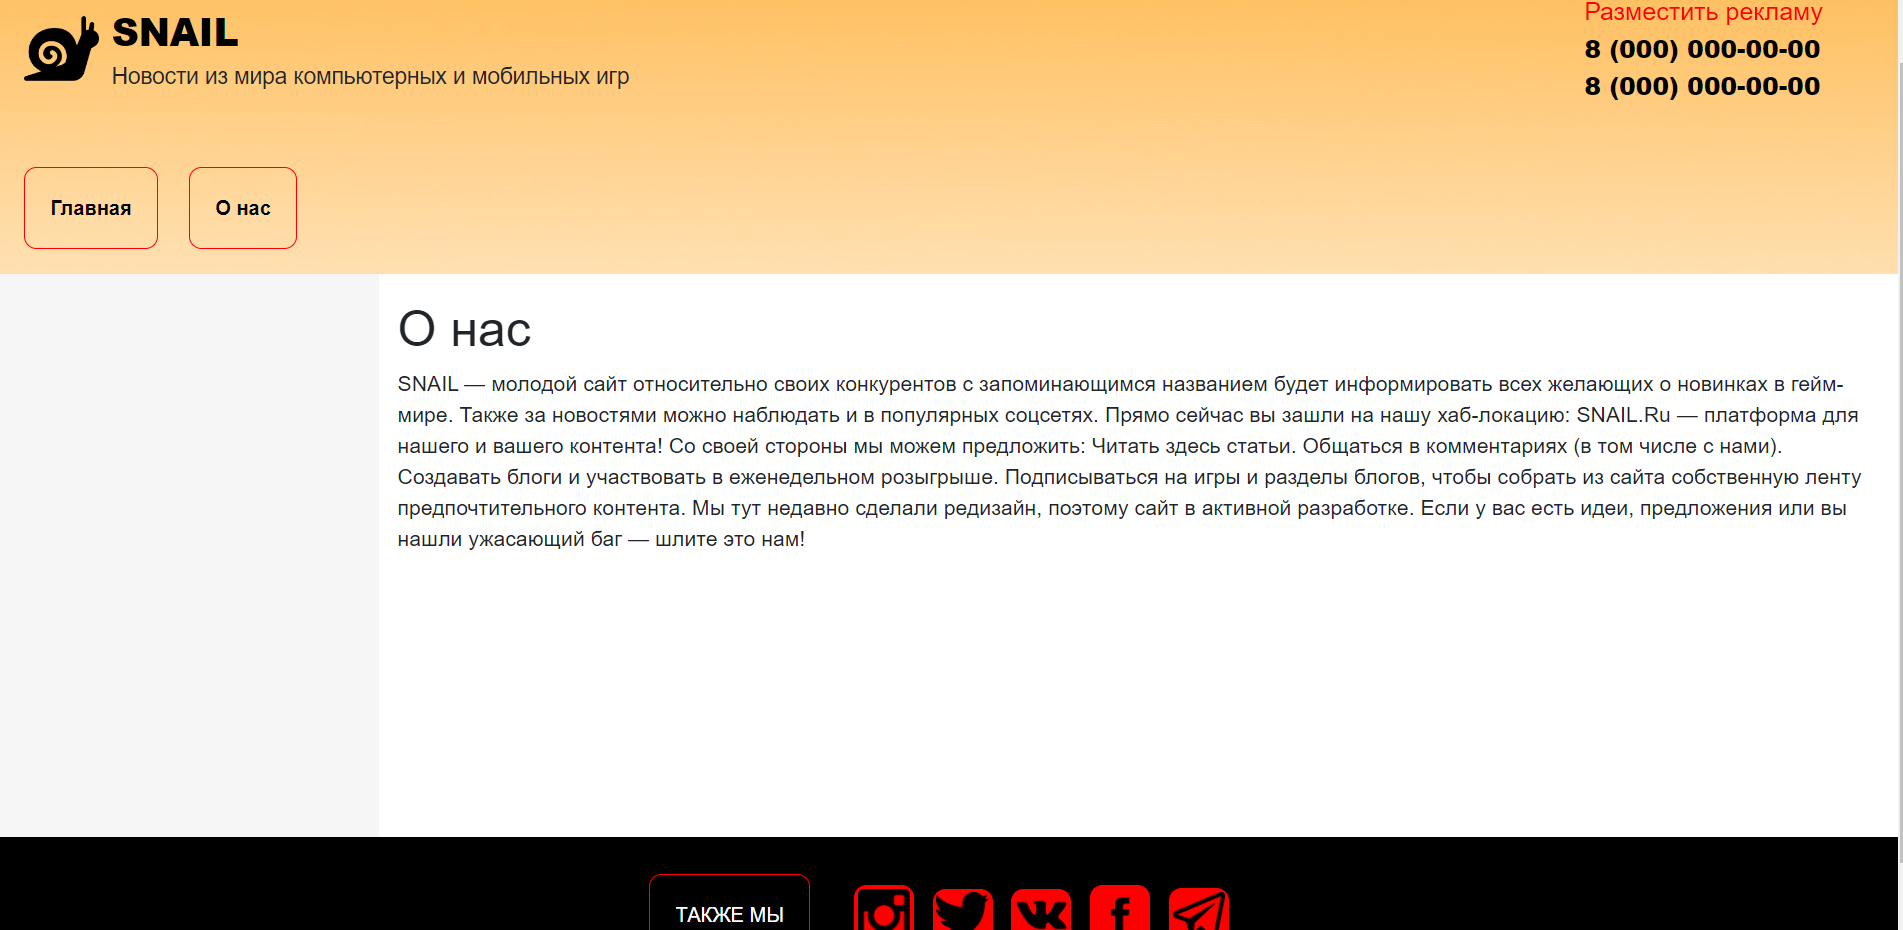 SNAIL
Новости из мира компьютерных и мобильных игр
Разместить рекламу
8 (000) 000-00-00
8 (000) 000-00-00
Главная
О нас
О нас
SNAIL — молодой сайт относительно своих конкурентов с запоминающимся названием будет информировать всех желающих о новинках в гейм-
мире. Также за новостями можно наблюдать и в популярных соцсетях. Прямо сейчас вы зашли на нашу хаб-локацию: SNAIL.Ru — платформа для
нашего и вашего контента! Со своей стороны мы можем предложить: Читать здесь статьи. Общаться в комментариях (в том числе с нами).
Создавать блоги и участвовать в еженедельном розыгрыше. Подписываться на игры и разделы блогов, чтобы собрать из сайта собственную ленту
предпочтительного контента. Мы тут недавно сделали редизайн, поэтому сайт в активной разработке. Если у вас есть идеи, предложения или вы
нашли ужасающий баг — шлите это нам!
ТАКЖЕ МЫ